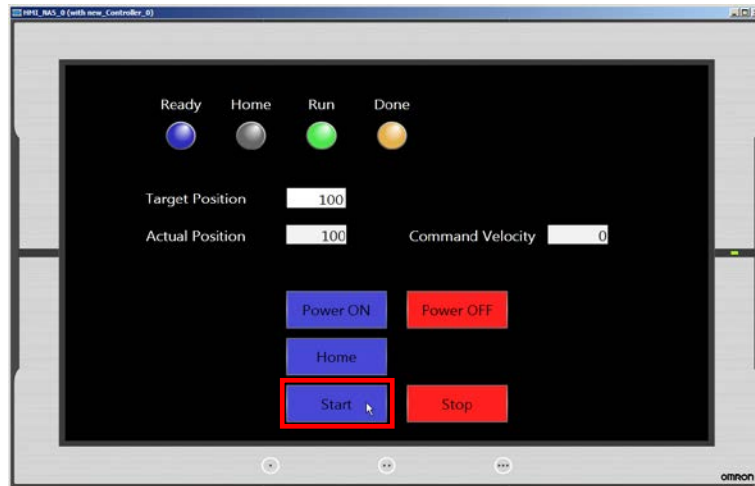 HMI_NA5_0 (with new_Controller_0)
Ready Home Run Done
Target Position 100
Actual Position 100 Command Velocity 0
Power ON Power OFF
Home
Start Stop
OMRON